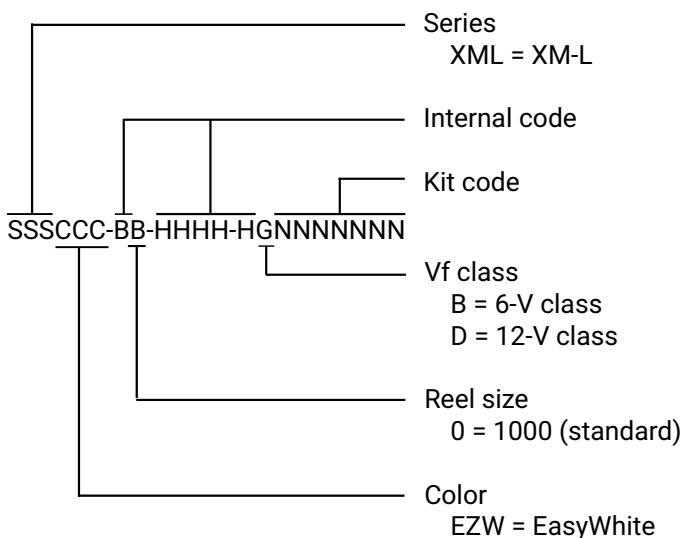 Series
XML = XM-L
Internal code
Kit code
SSSCCC-BB-HHHH-HGNNNNNNN
Vf class
B = 6-V class
D = 12-V class
Reel size
0 = 1000 (standard)
Color
EZW = EasyWhite